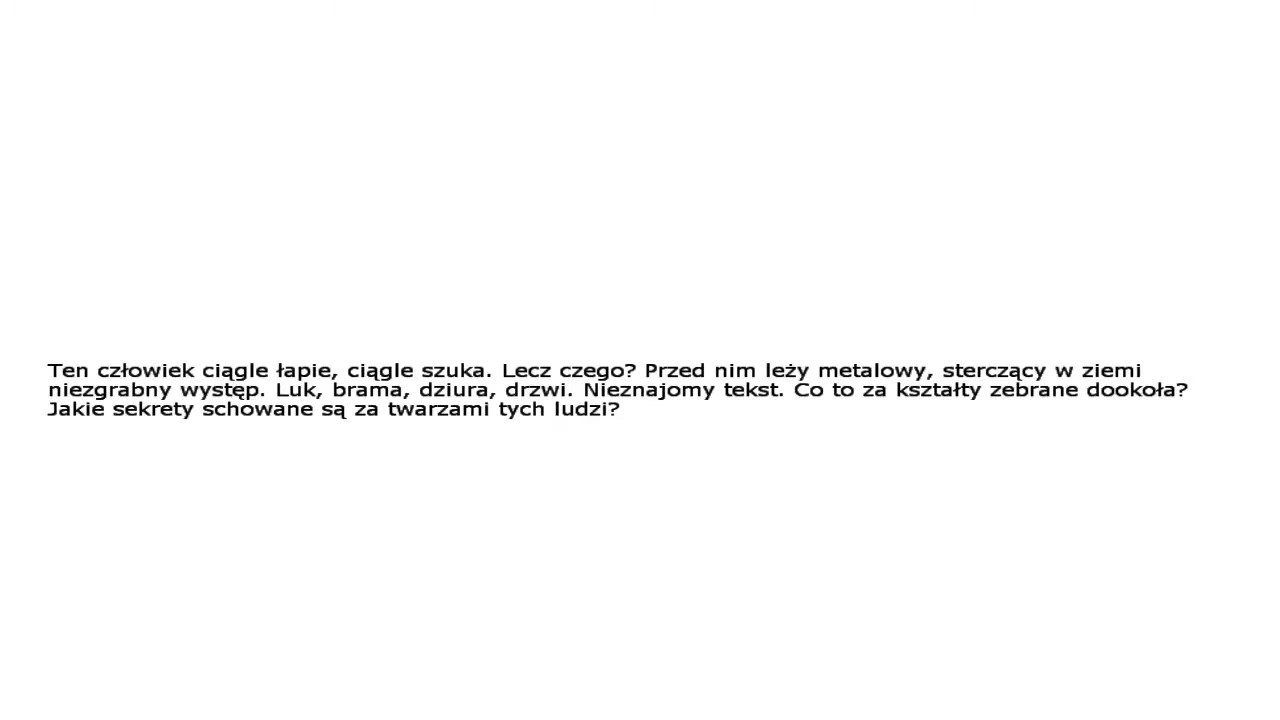 Ten człowiek ciągle łapie, ciągle szuka. Lecz czego? Przed nim leży metalowy, sterczący w ziemi
niezgrabny występ. Luk, brama, dziura, drzwi. Nieznajomy tekst. Co to za kształty zebrane dookoła?
Jakie sekrety schowane są za twarzami tych ludzi?